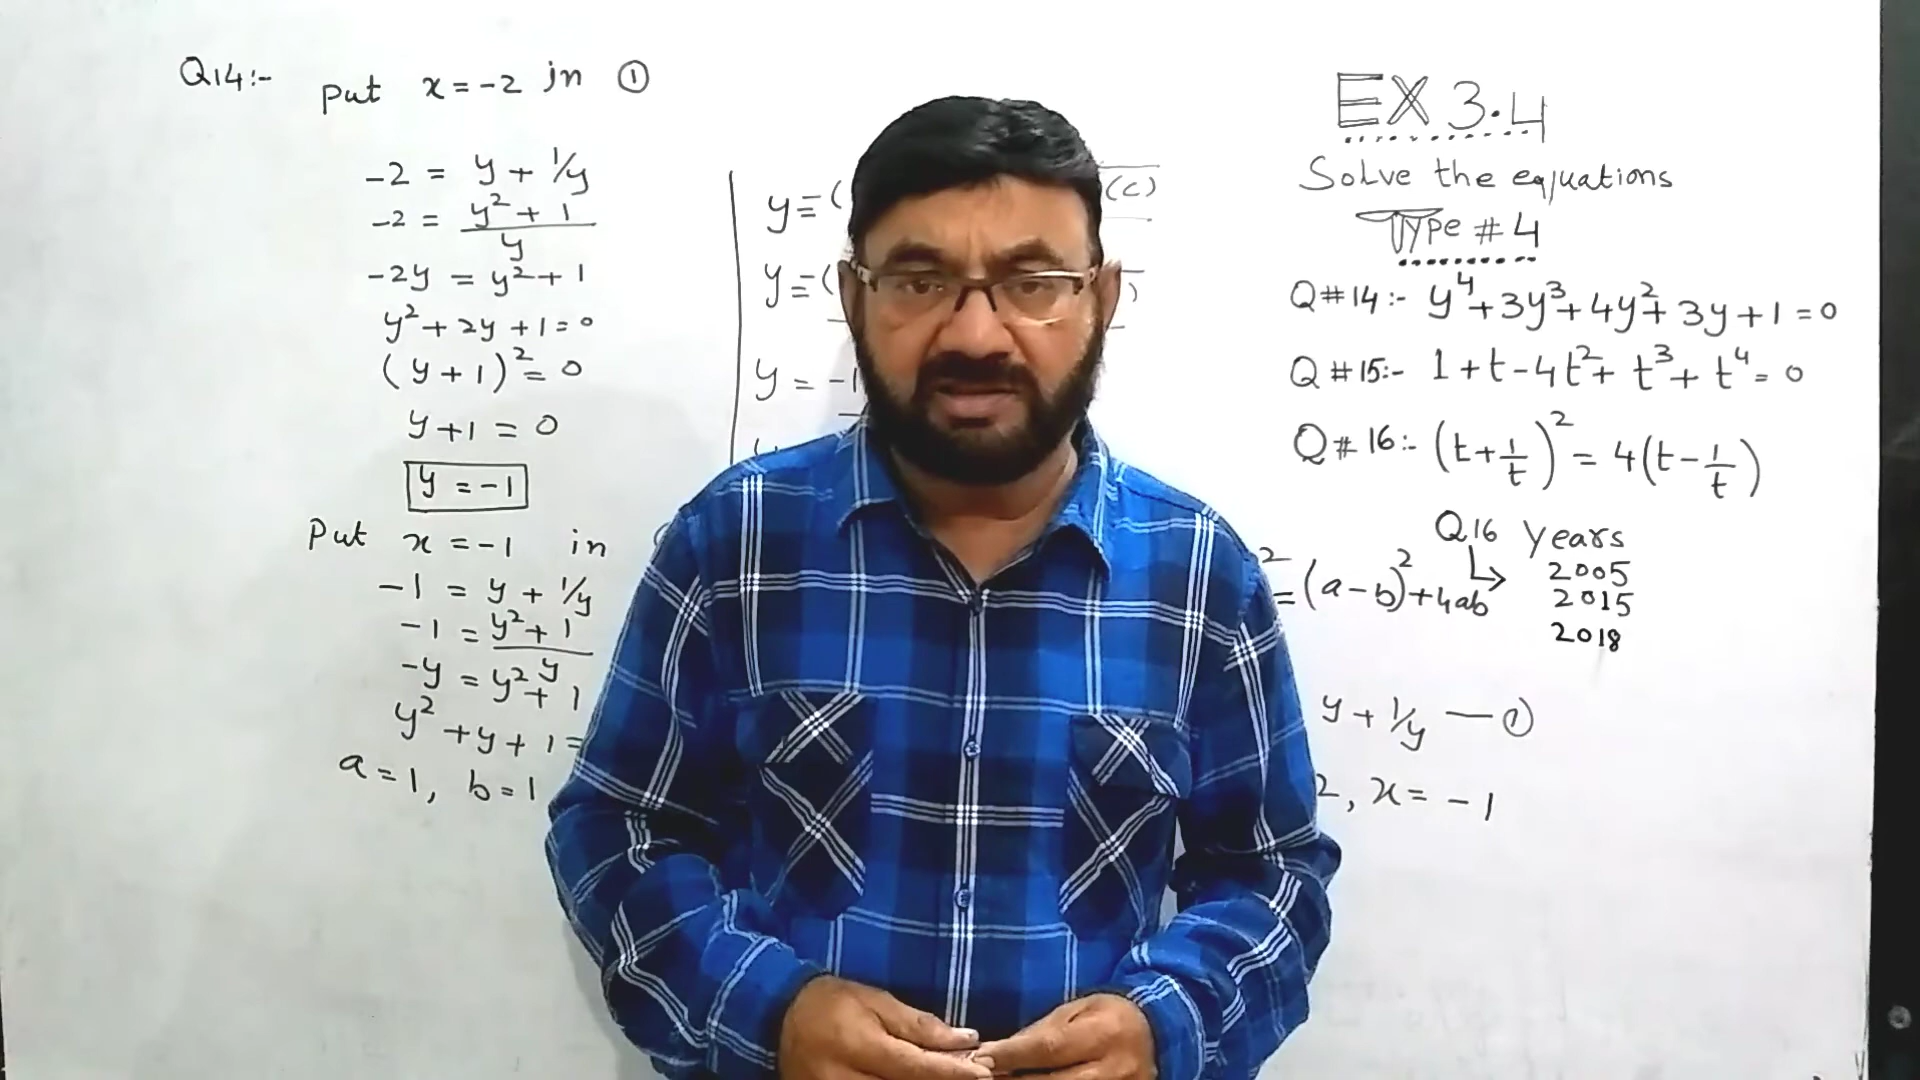 Q14:- Put x = -2 in ①
-2 = y + 1/y
-2 = y² + 1 / y
-2y = y² + 1
y² + 2y + 1 = 0
(y + 1)² = 0
y + 1 = 0
y = -1
Put x = -1 in
-1 = y + 1/y
-1 = y² + 1 / y
-y = y² + 1
y² + y + 1 =
a = 1, b = 1
y = (
(c)
y = (
)
y = -1
EX 3.4
Solve the equations
Type # 4
Q#14:- y⁴ + 3y³ + 4y² + 3y + 1 = 0
Q#15:- 1 + t - 4t² + t³ + t⁴ = 0
Q#16:- (t + 1/t)² = 4(t - 1/t)
Q16 Years
2005
2015
2018
² = (a - b)² + 4ab
y + 1/y — ①
2, x = -1